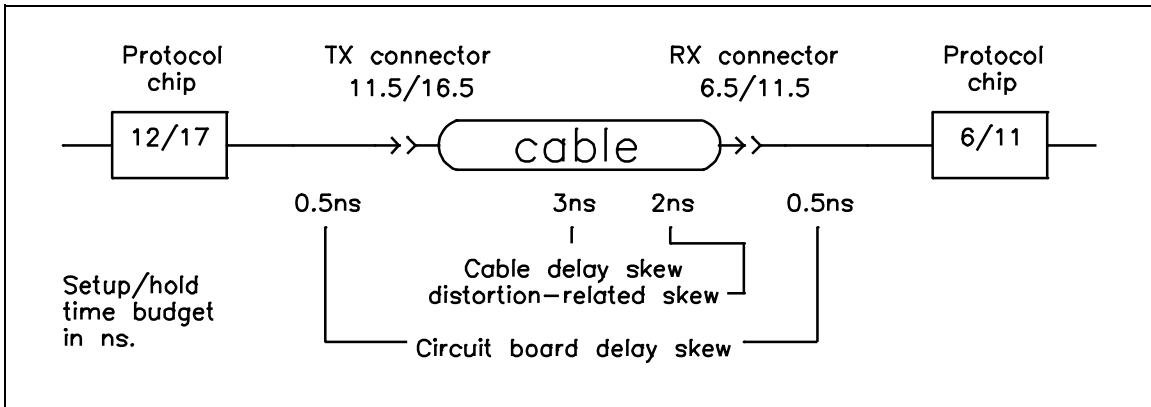 Protocol
chip
TX connector
11.5/16.5
RX connector
6.5/11.5
Protocol
chip
12/17
cable
6/11
0.5ns
3ns
2ns
0.5ns
Cable delay skew
distortion-related skew
Setup/hold
time budget
in ns.
Circuit board delay skew